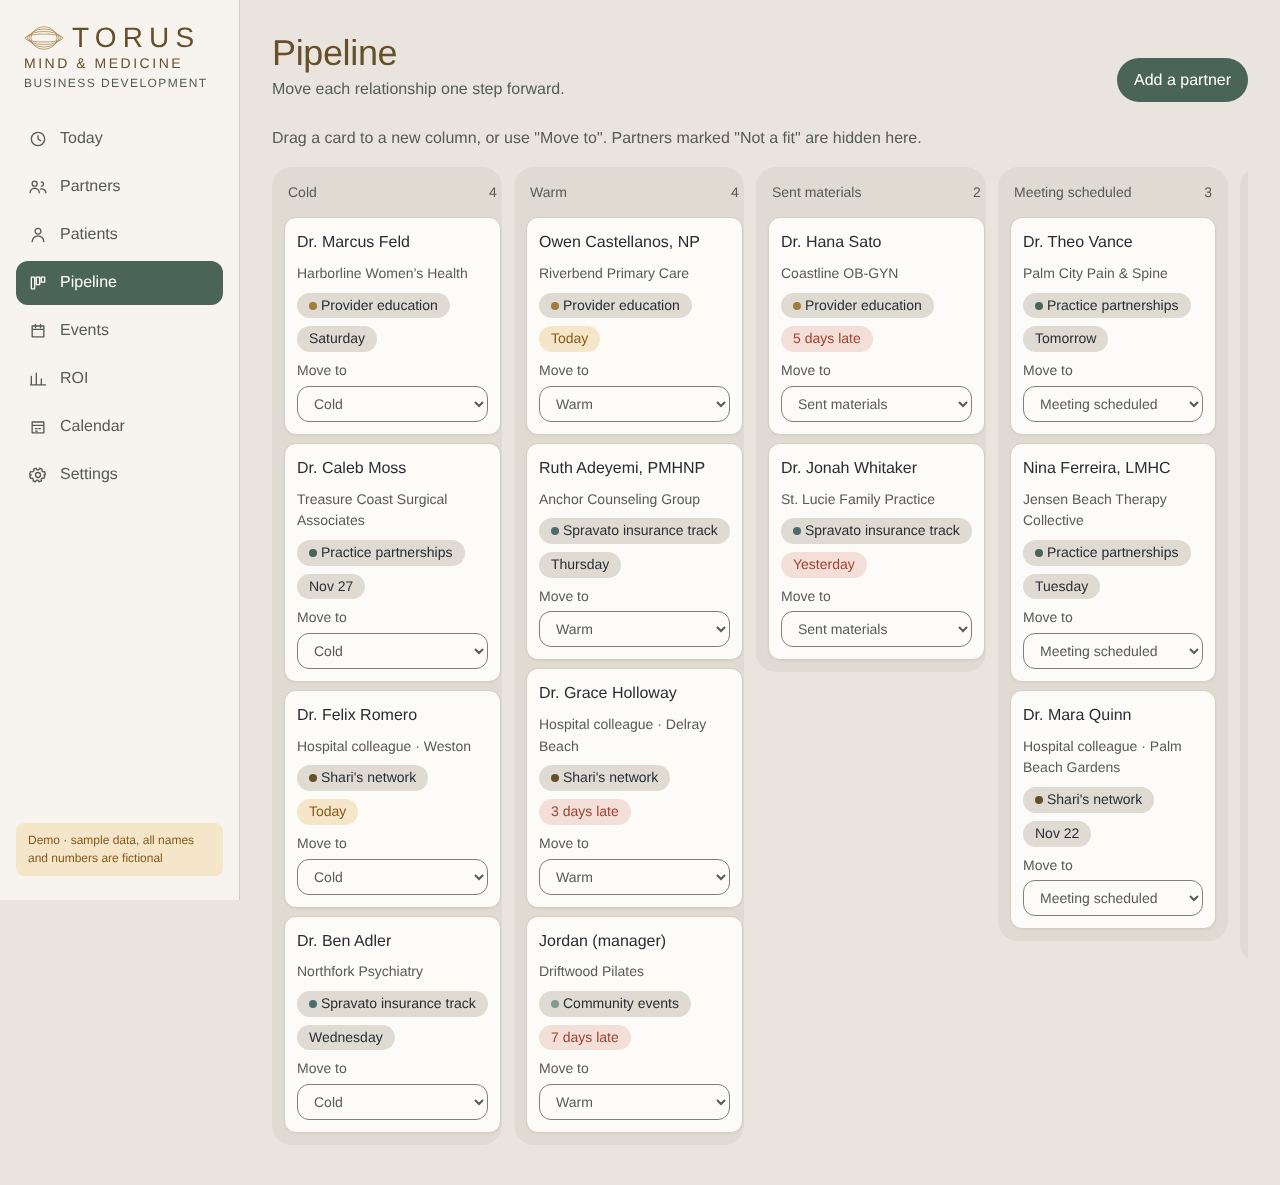 TORUS
MIND & MEDICINE
BUSINESS DEVELOPMENT
Today
Partners
Patients
Pipeline
Events
ROI
Calendar
Settings
Demo · sample data, all names
and numbers are fictional
Pipeline
Move each relationship one step forward.
Add a partner
Drag a card to a new column, or use "Move to". Partners marked "Not a fit" are hidden here.
Cold 4
Dr. Marcus Feld
Harborline Women's Health
Provider education
Saturday
Move to
Cold
Dr. Caleb Moss
Treasure Coast Surgical
Associates
Practice partnerships
Nov 27
Move to
Cold
Dr. Felix Romero
Hospital colleague · Weston
Shari's network
Today
Move to
Cold
Dr. Ben Adler
Northfork Psychiatry
Spravato insurance track
Wednesday
Move to
Cold
Warm 4
Owen Castellanos, NP
Riverbend Primary Care
Provider education
Today
Move to
Warm
Ruth Adeyemi, PMHNP
Anchor Counseling Group
Spravato insurance track
Thursday
Move to
Warm
Dr. Grace Holloway
Hospital colleague · Delray
Beach
Shari's network
3 days late
Move to
Warm
Jordan (manager)
Driftwood Pilates
Community events
7 days late
Move to
Warm
Sent materials 2
Dr. Hana Sato
Coastline OB-GYN
Provider education
5 days late
Move to
Sent materials
Dr. Jonah Whitaker
St. Lucie Family Practice
Spravato insurance track
Yesterday
Move to
Sent materials
Meeting scheduled 3
Dr. Theo Vance
Palm City Pain & Spine
Practice partnerships
Tomorrow
Move to
Meeting scheduled
Nina Ferreira, LMHC
Jensen Beach Therapy
Collective
Practice partnerships
Tuesday
Move to
Meeting scheduled
Dr. Mara Quinn
Hospital colleague · Palm
Beach Gardens
Shari's network
Nov 22
Move to
Meeting scheduled